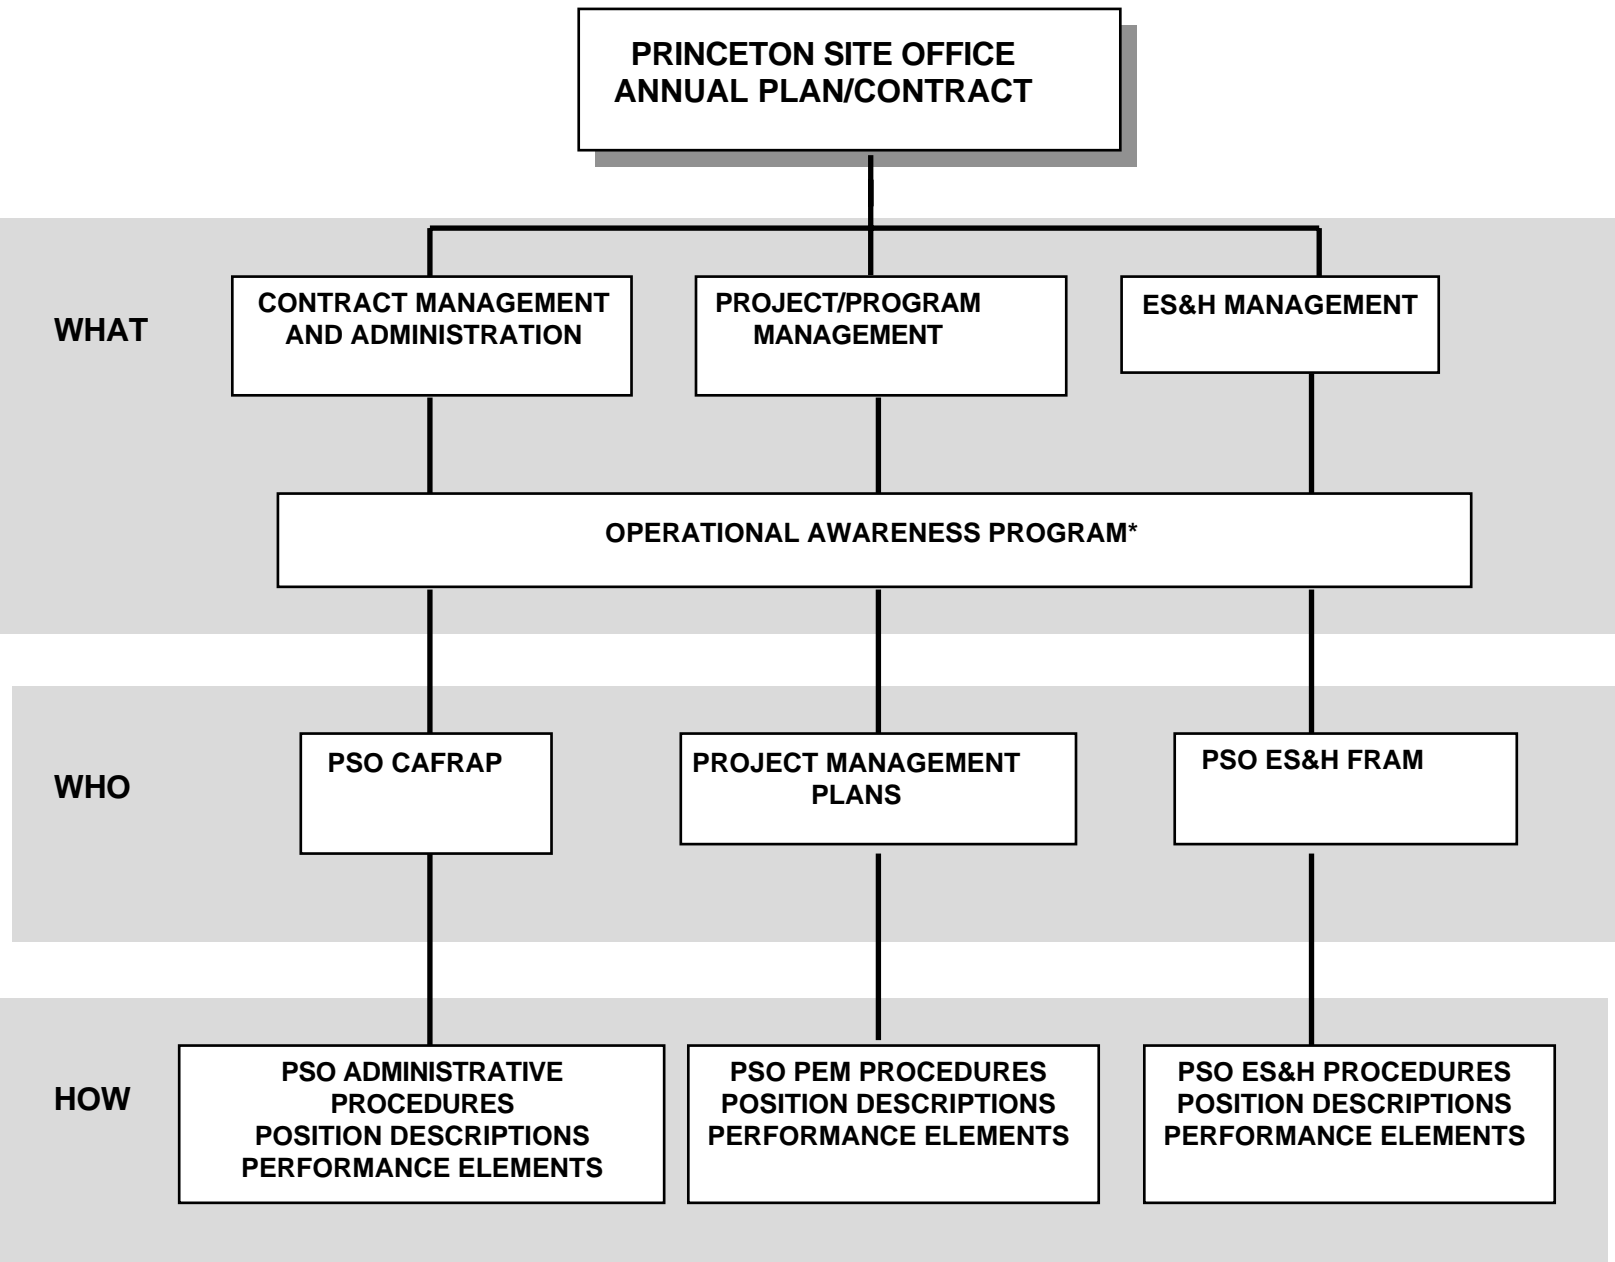 PRINCETON SITE OFFICE
ANNUAL PLAN/CONTRACT
WHAT
CONTRACT MANAGEMENT
AND ADMINISTRATION
PROJECT/PROGRAM
MANAGEMENT
ES&H MANAGEMENT
OPERATIONAL AWARENESS PROGRAM*
WHO
PSO CAFRAP
PROJECT MANAGEMENT
PLANS
PSO ES&H FRAM
HOW
PSO ADMINISTRATIVE
PROCEDURES
POSITION DESCRIPTIONS
PERFORMANCE ELEMENTS
PSO PEM PROCEDURES
POSITION DESCRIPTIONS
PERFORMANCE ELEMENTS
PSO ES&H PROCEDURES
POSITION DESCRIPTIONS
PERFORMANCE ELEMENTS